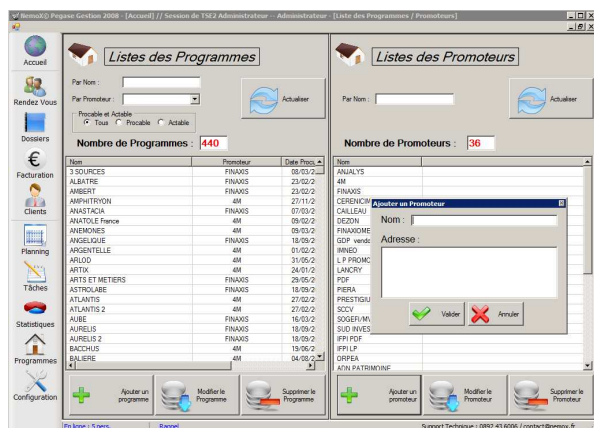 NemoX© Pegase Gestion 2008 - [Accueil] // Session de TSE2 Administrateur -- Administrateur - [Liste des Programmes / Promoteurs]
Accueil
Rendez Vous
Dossiers
Facturation
Clients
Planning
Tâches
Statistiques
Programmes
Configuration
Listes des Programmes
Par Nom :
Par Promoteur :
Procable et Actable
Tous Procable Actable
Actualiser
Nombre de Programmes : 440
Nom Promoteur Date Procu
3 SOURCES FINAXIS 08/03/2
ALBATRE FINAXIS 23/02/2
AMBERT FINAXIS 23/02/2
AMPHITRYON 4M 27/11/2
ANASTACIA FINAXIS 07/03/2
ANATOLE France 4M 09/02/2
ANEMONES 4M 09/03/2
ANGELIQUE FINAXIS 18/09/2
ARGENTELLE 4M 01/02/2
ARLOD 4M 31/05/2
ARTIX 4M 24/01/2
ARTS ET METIERS FINAXIS 29/05/2
ASTROLABE FINAXIS 18/09/2
ATLANTIS 4M 27/02/2
ATLANTIS 2 4M 27/02/2
AUBE FINAXIS 16/03/2
AURELIS FINAXIS 18/09/2
AURELIS 2 FINAXIS 18/09/2
BACCHUS 4M 19/06/2
BALIERE 4M 04/08/2
Ajouter un programme
Modifier le Programme
Supprimer le Programme
Listes des Promoteurs
Par Nom :
Actualiser
Nombre de Promoteurs : 36
Nom
ANJALYS
4M
FINAXIS
CERENICIM
CAILLEAU
DEZON
FINAXIOME
GDP vendo
IMNEO
L P PROMO
LANCRY
PDF
PIERA
PRESTIGIU
SCCV
SOGEFI/MV
SUD INVES
IFPI PDF
IFPI LP
ORPEA
ADN PATRIMOINE
Ajouter un Promoteur
Nom :
Adresse :
Valider
Annuler
Ajouter un promoteur
Modifier le Promoteur
Supprimer le Promoteur
En ligne : 5 pers.
Rappel
Support Technique : 0892 43 6006 / contact@nemox.fr